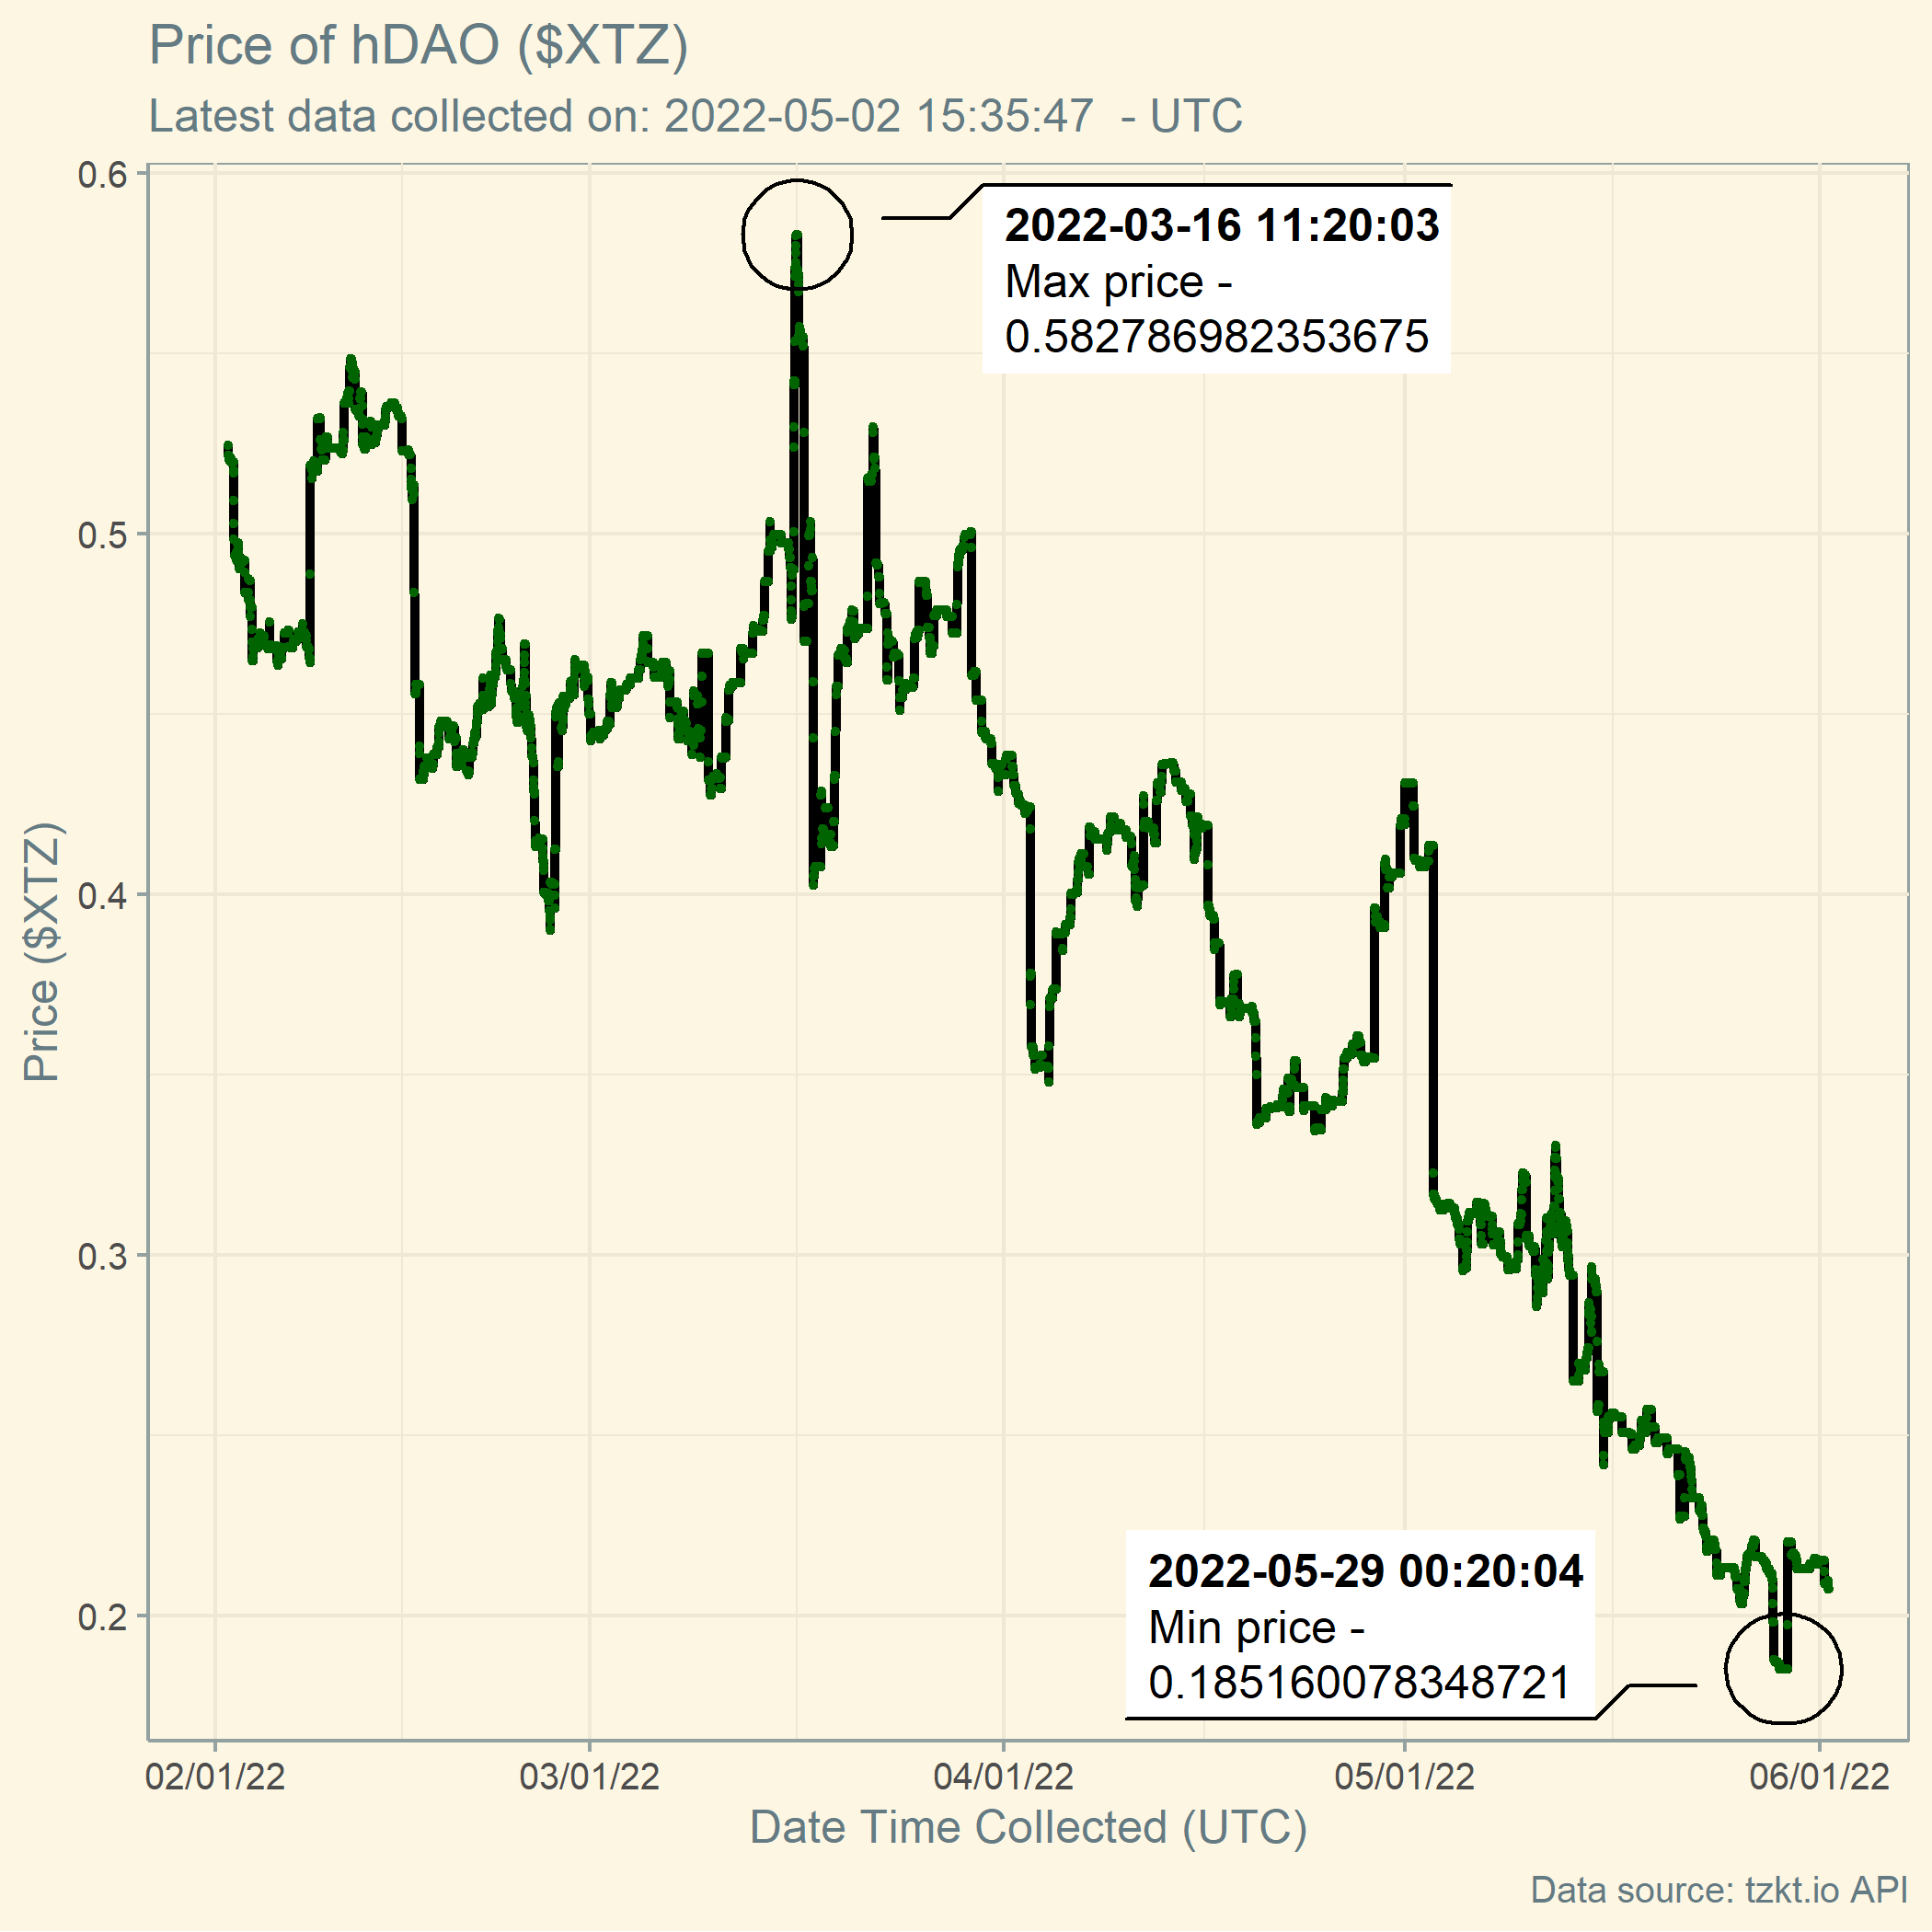 Price of hDAO ($XTZ)
Latest data collected on: 2022-05-02 15:35:47  - UTC
0.6
0.5
0.4
0.3
0.2
Price ($XTZ)
2022-03-16 11:20:03
Max price -
0.582786982353675
2022-05-29 00:20:04
Min price -
0.185160078348721
02/01/22
03/01/22
04/01/22
05/01/22
06/01/22
Date Time Collected (UTC)
Data source: tzkt.io API